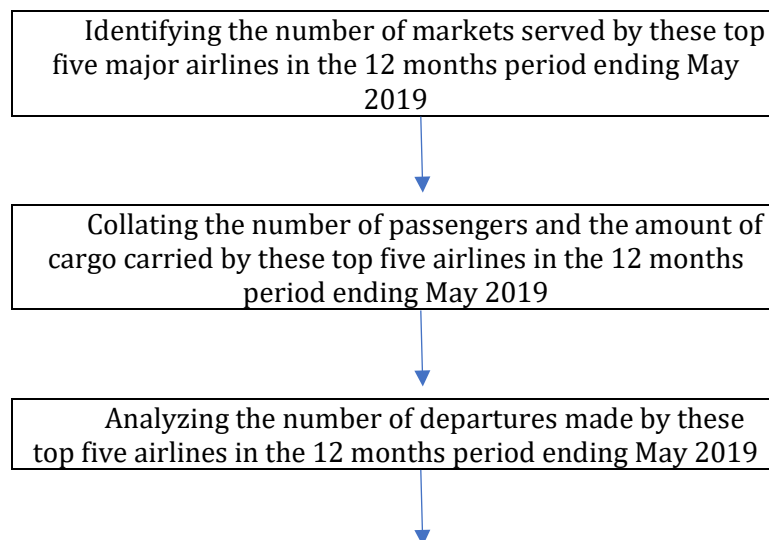 Identifying the number of markets served by these top
five major airlines in the 12 months period ending May
2019
Collating the number of passengers and the amount of
cargo carried by these top five airlines in the 12 months
period ending May 2019
Analyzing the number of departures made by these
top five airlines in the 12 months period ending May 2019